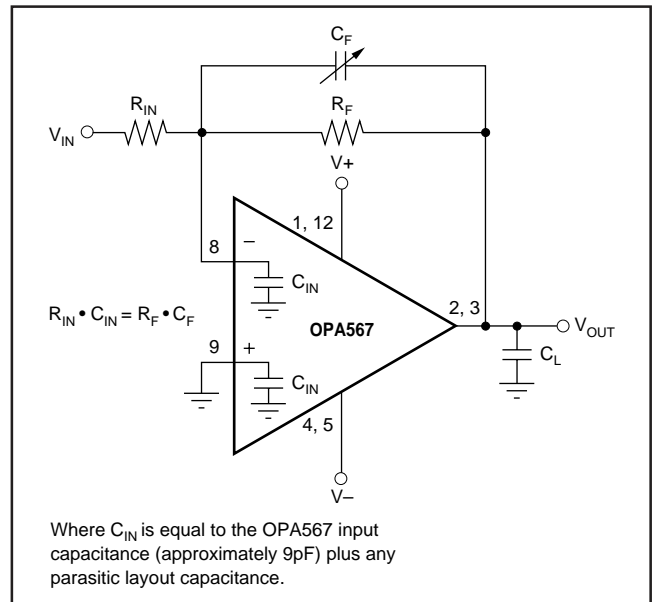 C_F
R_IN
R_F
V_IN
V+
1, 12
8
−
C_IN
R_IN • C_IN = R_F • C_F
OPA567
2, 3
V_OUT
9
+
C_IN
C_L
4, 5
V–
Where C_IN is equal to the OPA567 input
capacitance (approximately 9pF) plus any
parasitic layout capacitance.